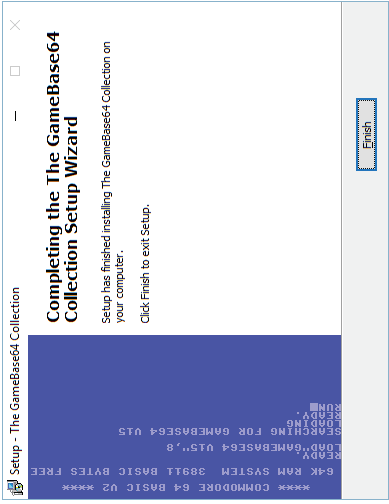 Setup - The GameBase64 Collection
**** COMMODORE 64 BASIC V2 ****
64K RAM SYSTEM 38911 BASIC BYTES FREE
READY.
LOAD"GAMEBASE64 V15",8
SEARCHING FOR GAMEBASE64 V15
LOADING
READY.
RUN
Completing the The GameBase64
Collection Setup Wizard
Setup has finished installing The GameBase64 Collection on
your computer.
Click Finish to exit Setup.
Finish